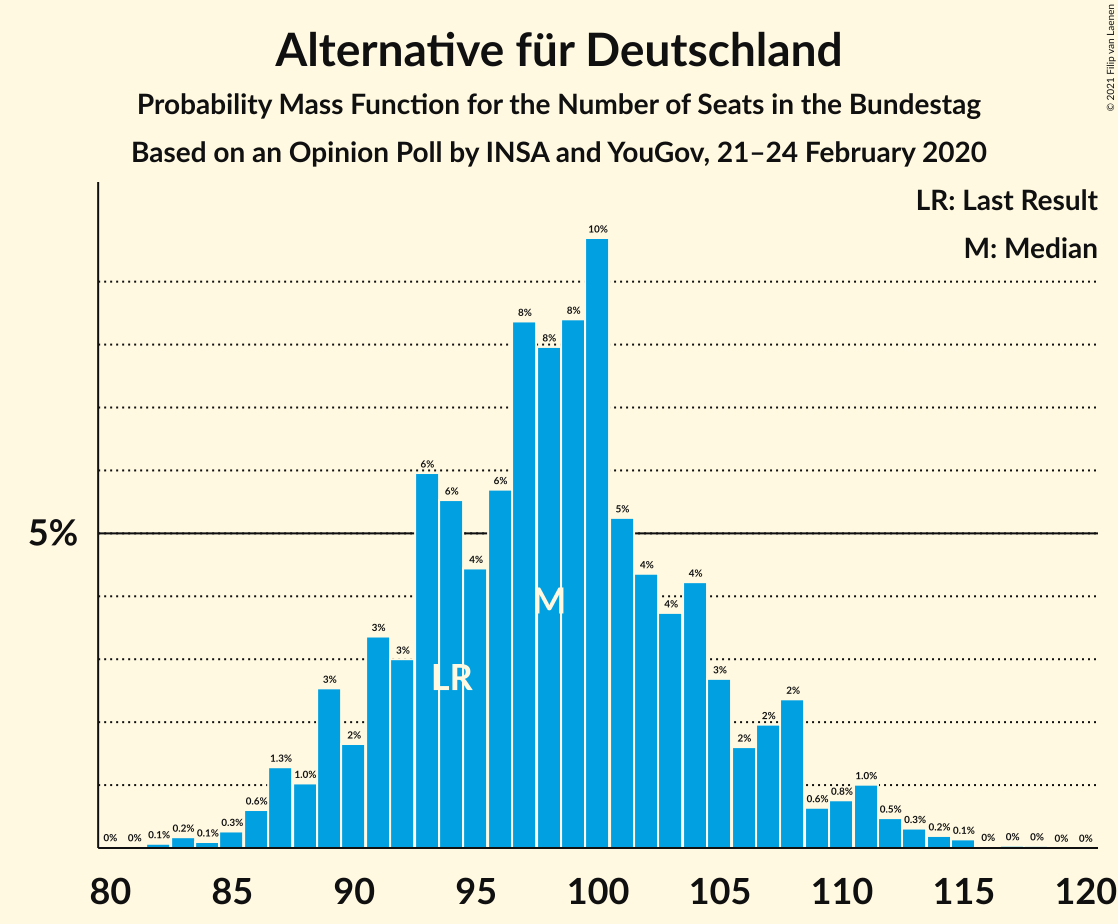 Alternative für Deutschland
Probability Mass Function for the Number of Seats in the Bundestag
Based on an Opinion Poll by INSA and YouGov, 21–24 February 2020
© 2021 Filip van Laenen
LR: Last Result
M: Median
5%
0% 0% 0.1% 0.2% 0.1% 0.3% 0.6% 1.3% 1.0% 3% 2% 3% 3% 6% 6% 4% 6% 8% 8% 8% 10% 5% 4% 4% 4% 3% 2% 2% 2% 0.6% 0.8% 1.0% 0.5% 0.3% 0.2% 0.1% 0% 0% 0% 0% 0%
M
LR
80 85 90 95 100 105 110 115 120